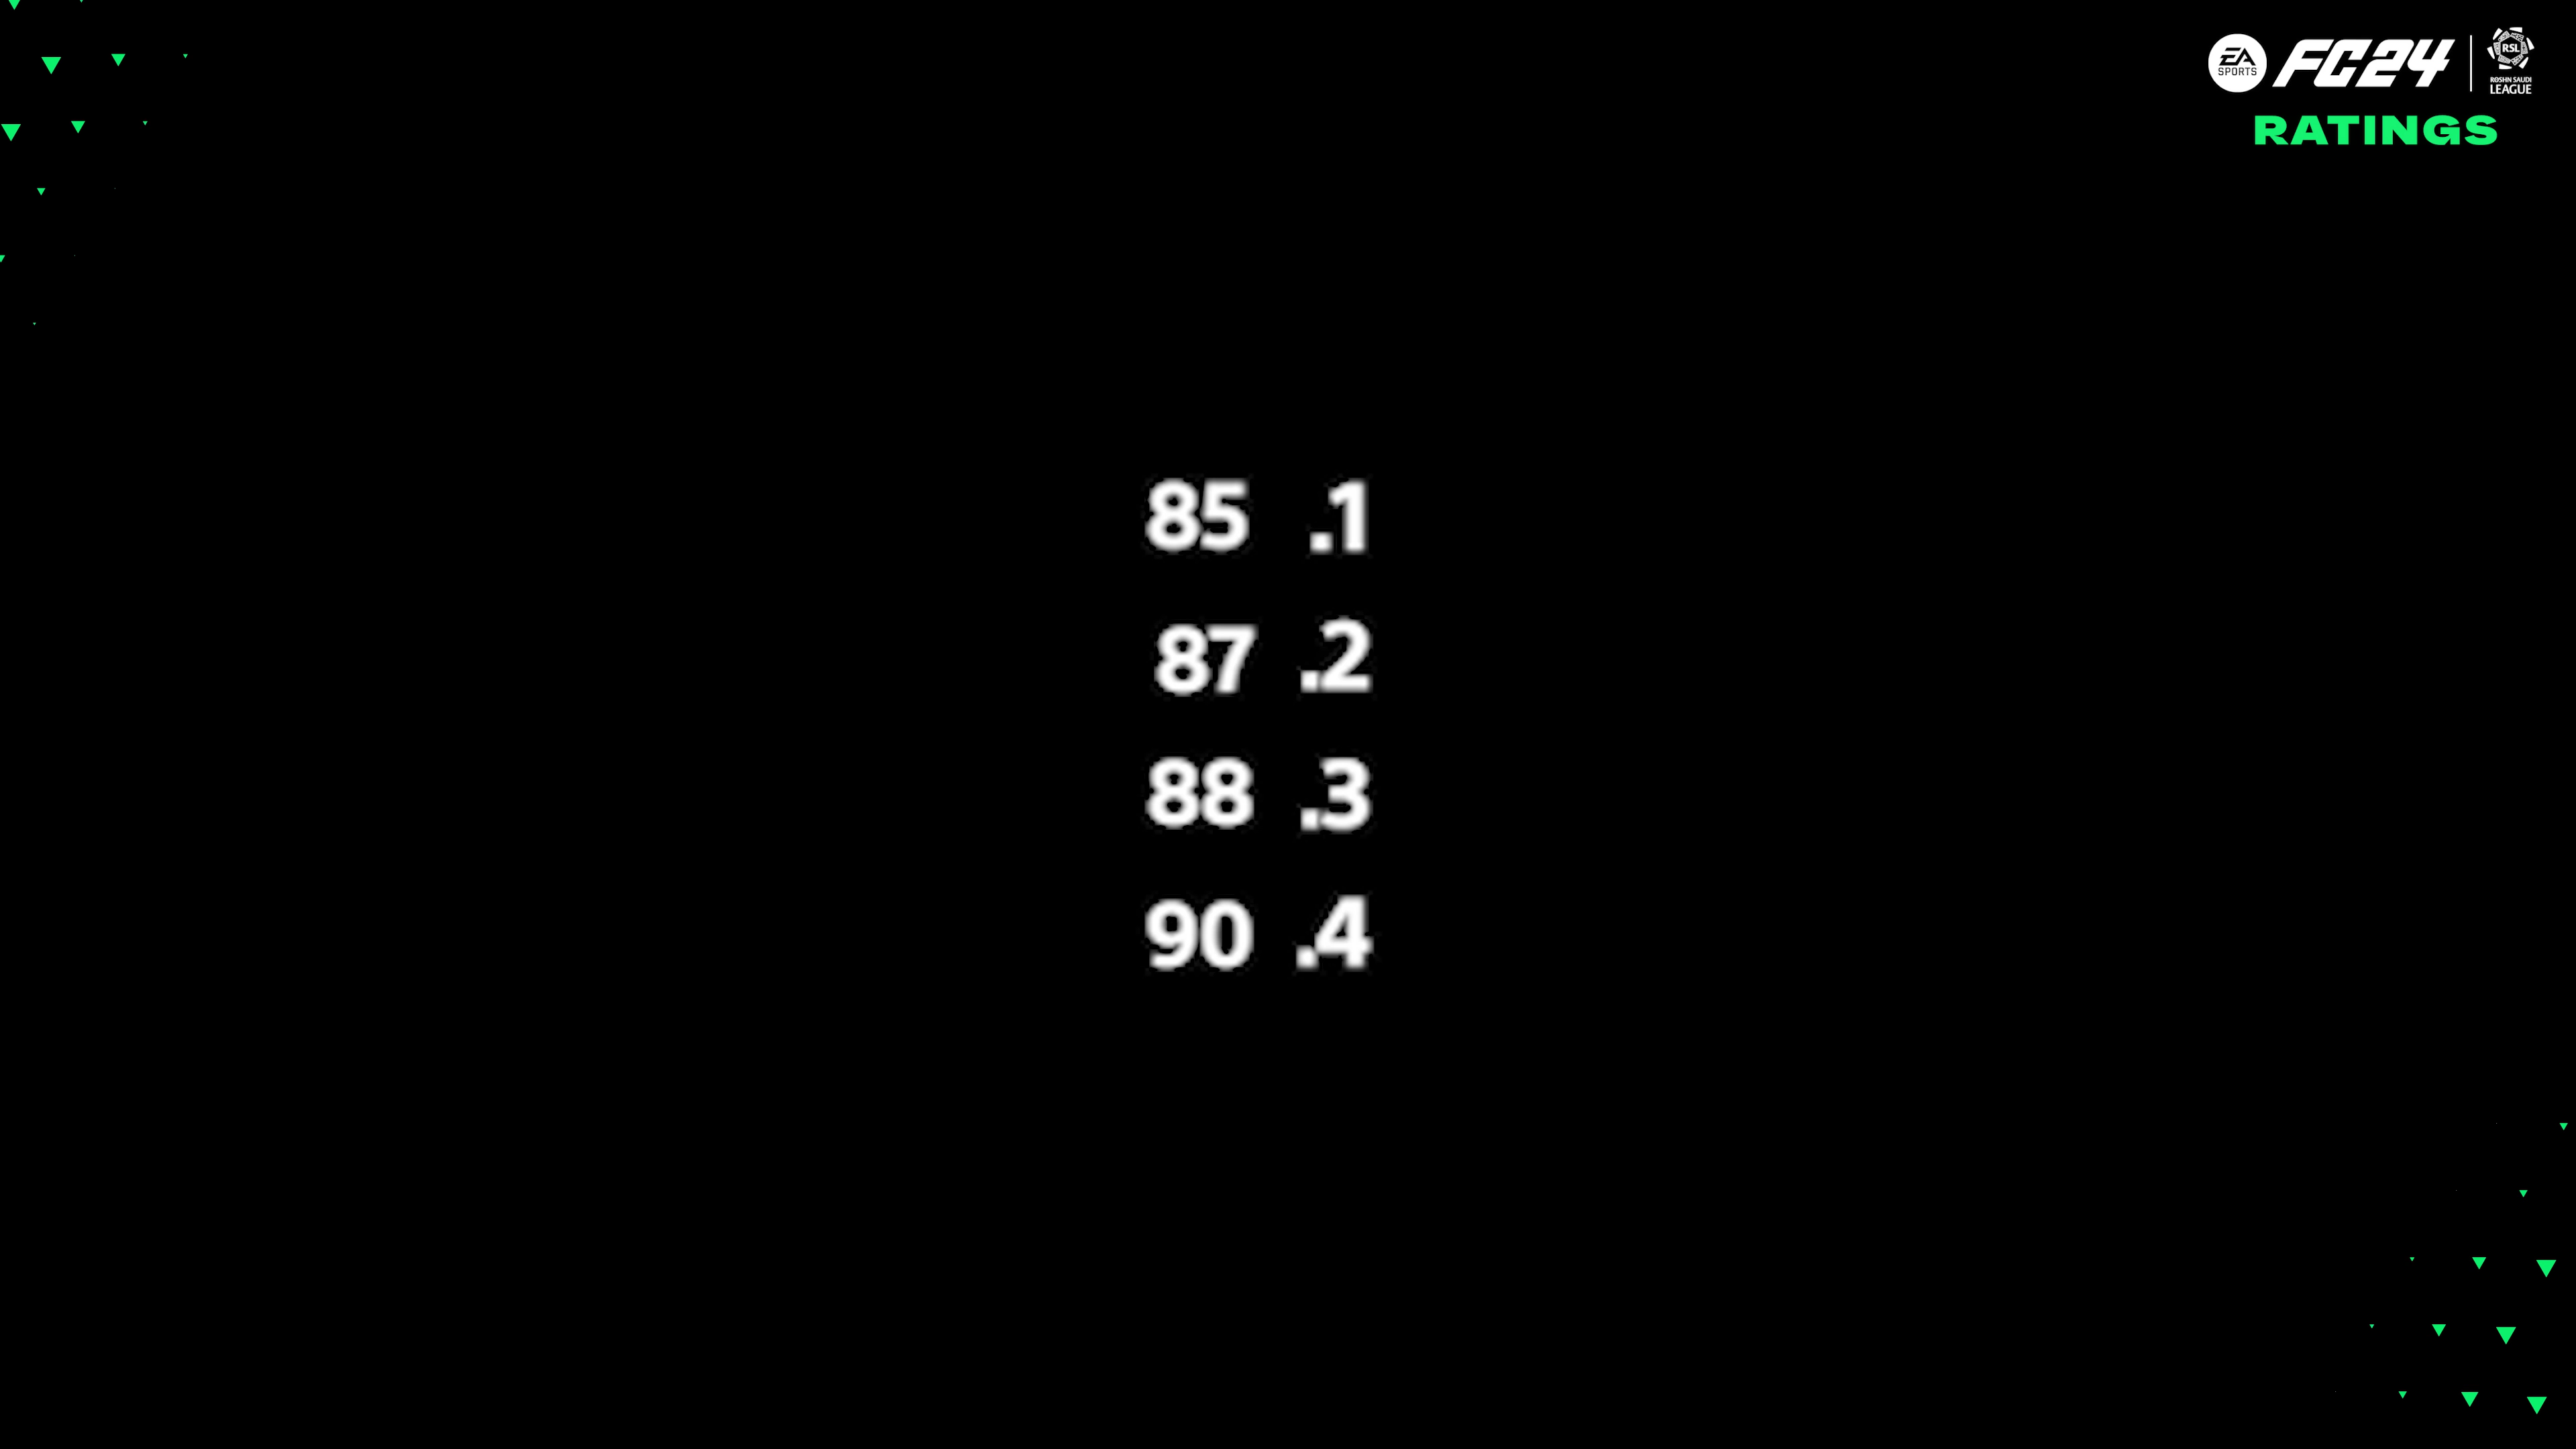 EA SPORTS FC24 RSL ROSHN SAUDI LEAGUE
RATINGS
85 .1
87 .2
88 .3
90 .4